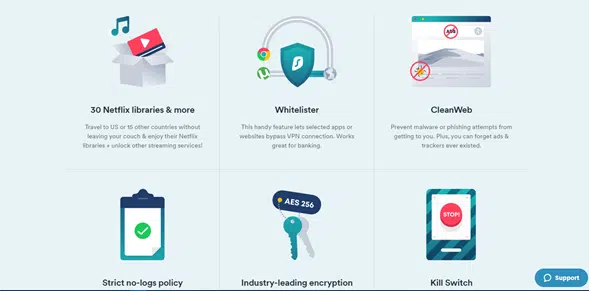 ADS
30 Netflix libraries & more
Whitelister
CleanWeb
Travel to US or 15 other countries without
leaving your couch & enjoy their Netflix
libraries + unlock other streaming services!
This handy feature lets selected apps or
websites bypass VPN connection. Works
great for banking.
Prevent malware or phishing attempts from
getting to you. Plus, you can forget ads &
trackers ever existed.
AES 256
STOP!
Strict no-logs policy
Industry-leading encryption
Kill Switch
Support